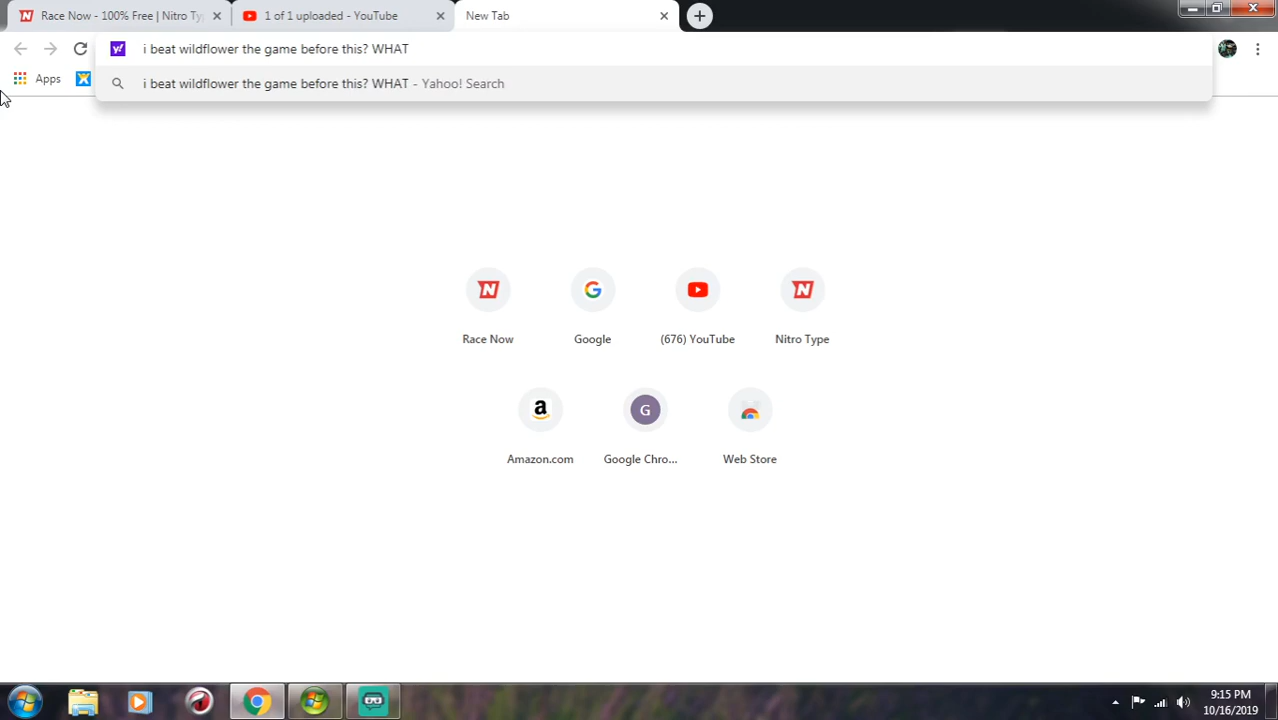 Race Now - 100% Free | Nitro Ty
1 of 1 uploaded - YouTube
New Tab
i beat wildflower the game before this? WHAT
Apps
i beat wildflower the game before this? WHAT - Yahoo! Search
Race Now
Google
(676) YouTube
Nitro Type
G
Amazon.com
Google Chro...
Web Store
9:15 PM
10/16/2019